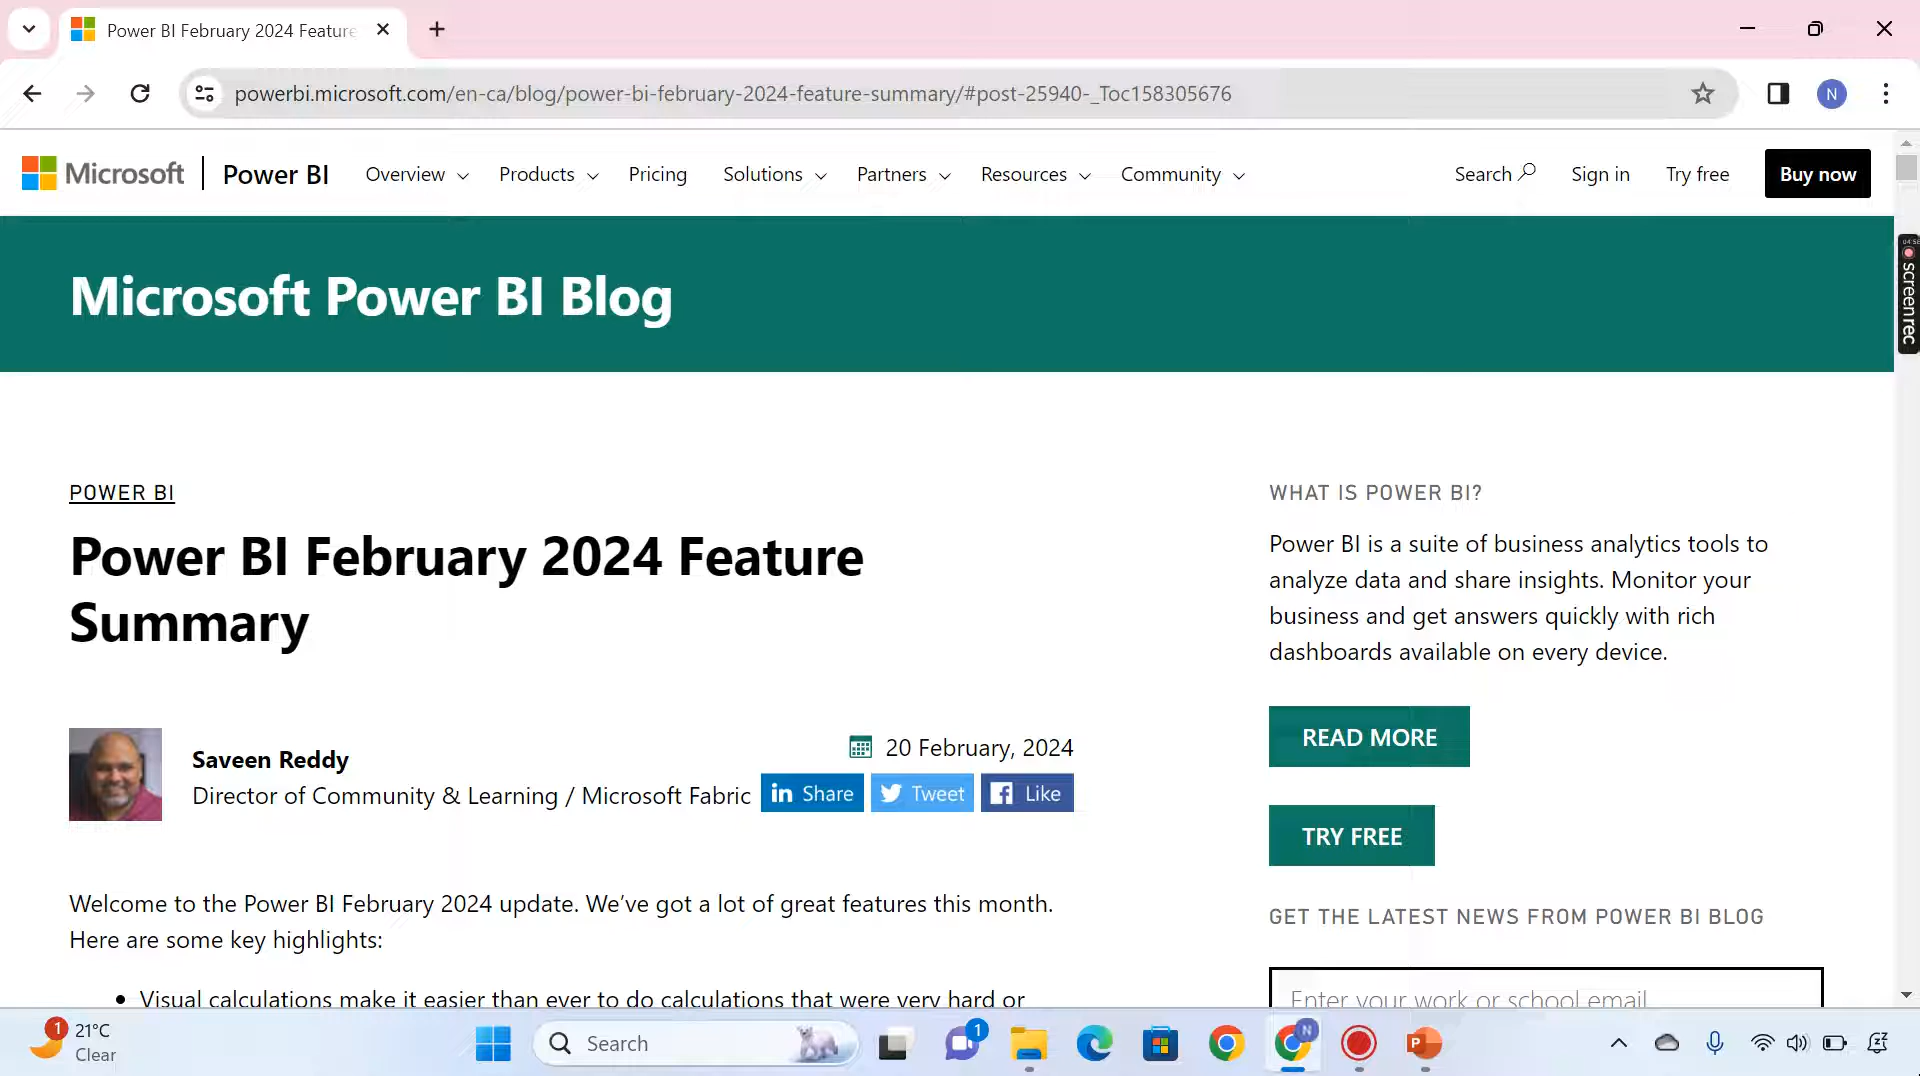 Power BI February 2024 Feature
powerbi.microsoft.com/en-ca/blog/power-bi-february-2024-feature-summary/#post-25940-_Toc158305676
N
Microsoft
Power BI
Overview
Products
Pricing
Solutions
Partners
Resources
Community
Search
Sign in
Try free
Buy now
Microsoft Power BI Blog
screenrec
POWER BI
Power BI February 2024 Feature
Summary
Saveen Reddy
Director of Community & Learning / Microsoft Fabric
20 February, 2024
in Share
Tweet
Like
Welcome to the Power BI February 2024 update. We’ve got a lot of great features this month.
Here are some key highlights:
• Visual calculations make it easier than ever to do calculations that were very hard or
WHAT IS POWER BI?
Power BI is a suite of business analytics tools to
analyze data and share insights. Monitor your
business and get answers quickly with rich
dashboards available on every device.
READ MORE
TRY FREE
GET THE LATEST NEWS FROM POWER BI BLOG
Enter your work or school email
1
21°C
Clear
Search
1
N
P